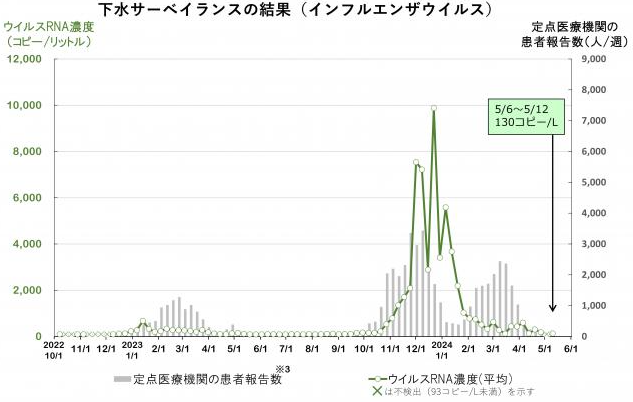 下水サーベイランスの結果（インフルエンザウイルス）
ウイルスRNA濃度
（コピー/リットル）
定点医療機関の
患者報告数（人/週）
12,000
10,000
8,000
6,000
4,000
2,000
0
9,000
8,000
7,000
6,000
5,000
4,000
3,000
2,000
1,000
0
5/6～5/12
130コピー/L
2022 2023 2024
10/1 11/1 12/1 1/1 2/1 3/1 4/1 5/1 6/1 7/1 8/1 9/1 10/1 11/1 12/1 1/1 2/1 3/1 4/1 5/1 6/1
定点医療機関の患者報告数 ※3
ウイルスRNA濃度(平均)
×は不検出（93コピー/L未満）を示す